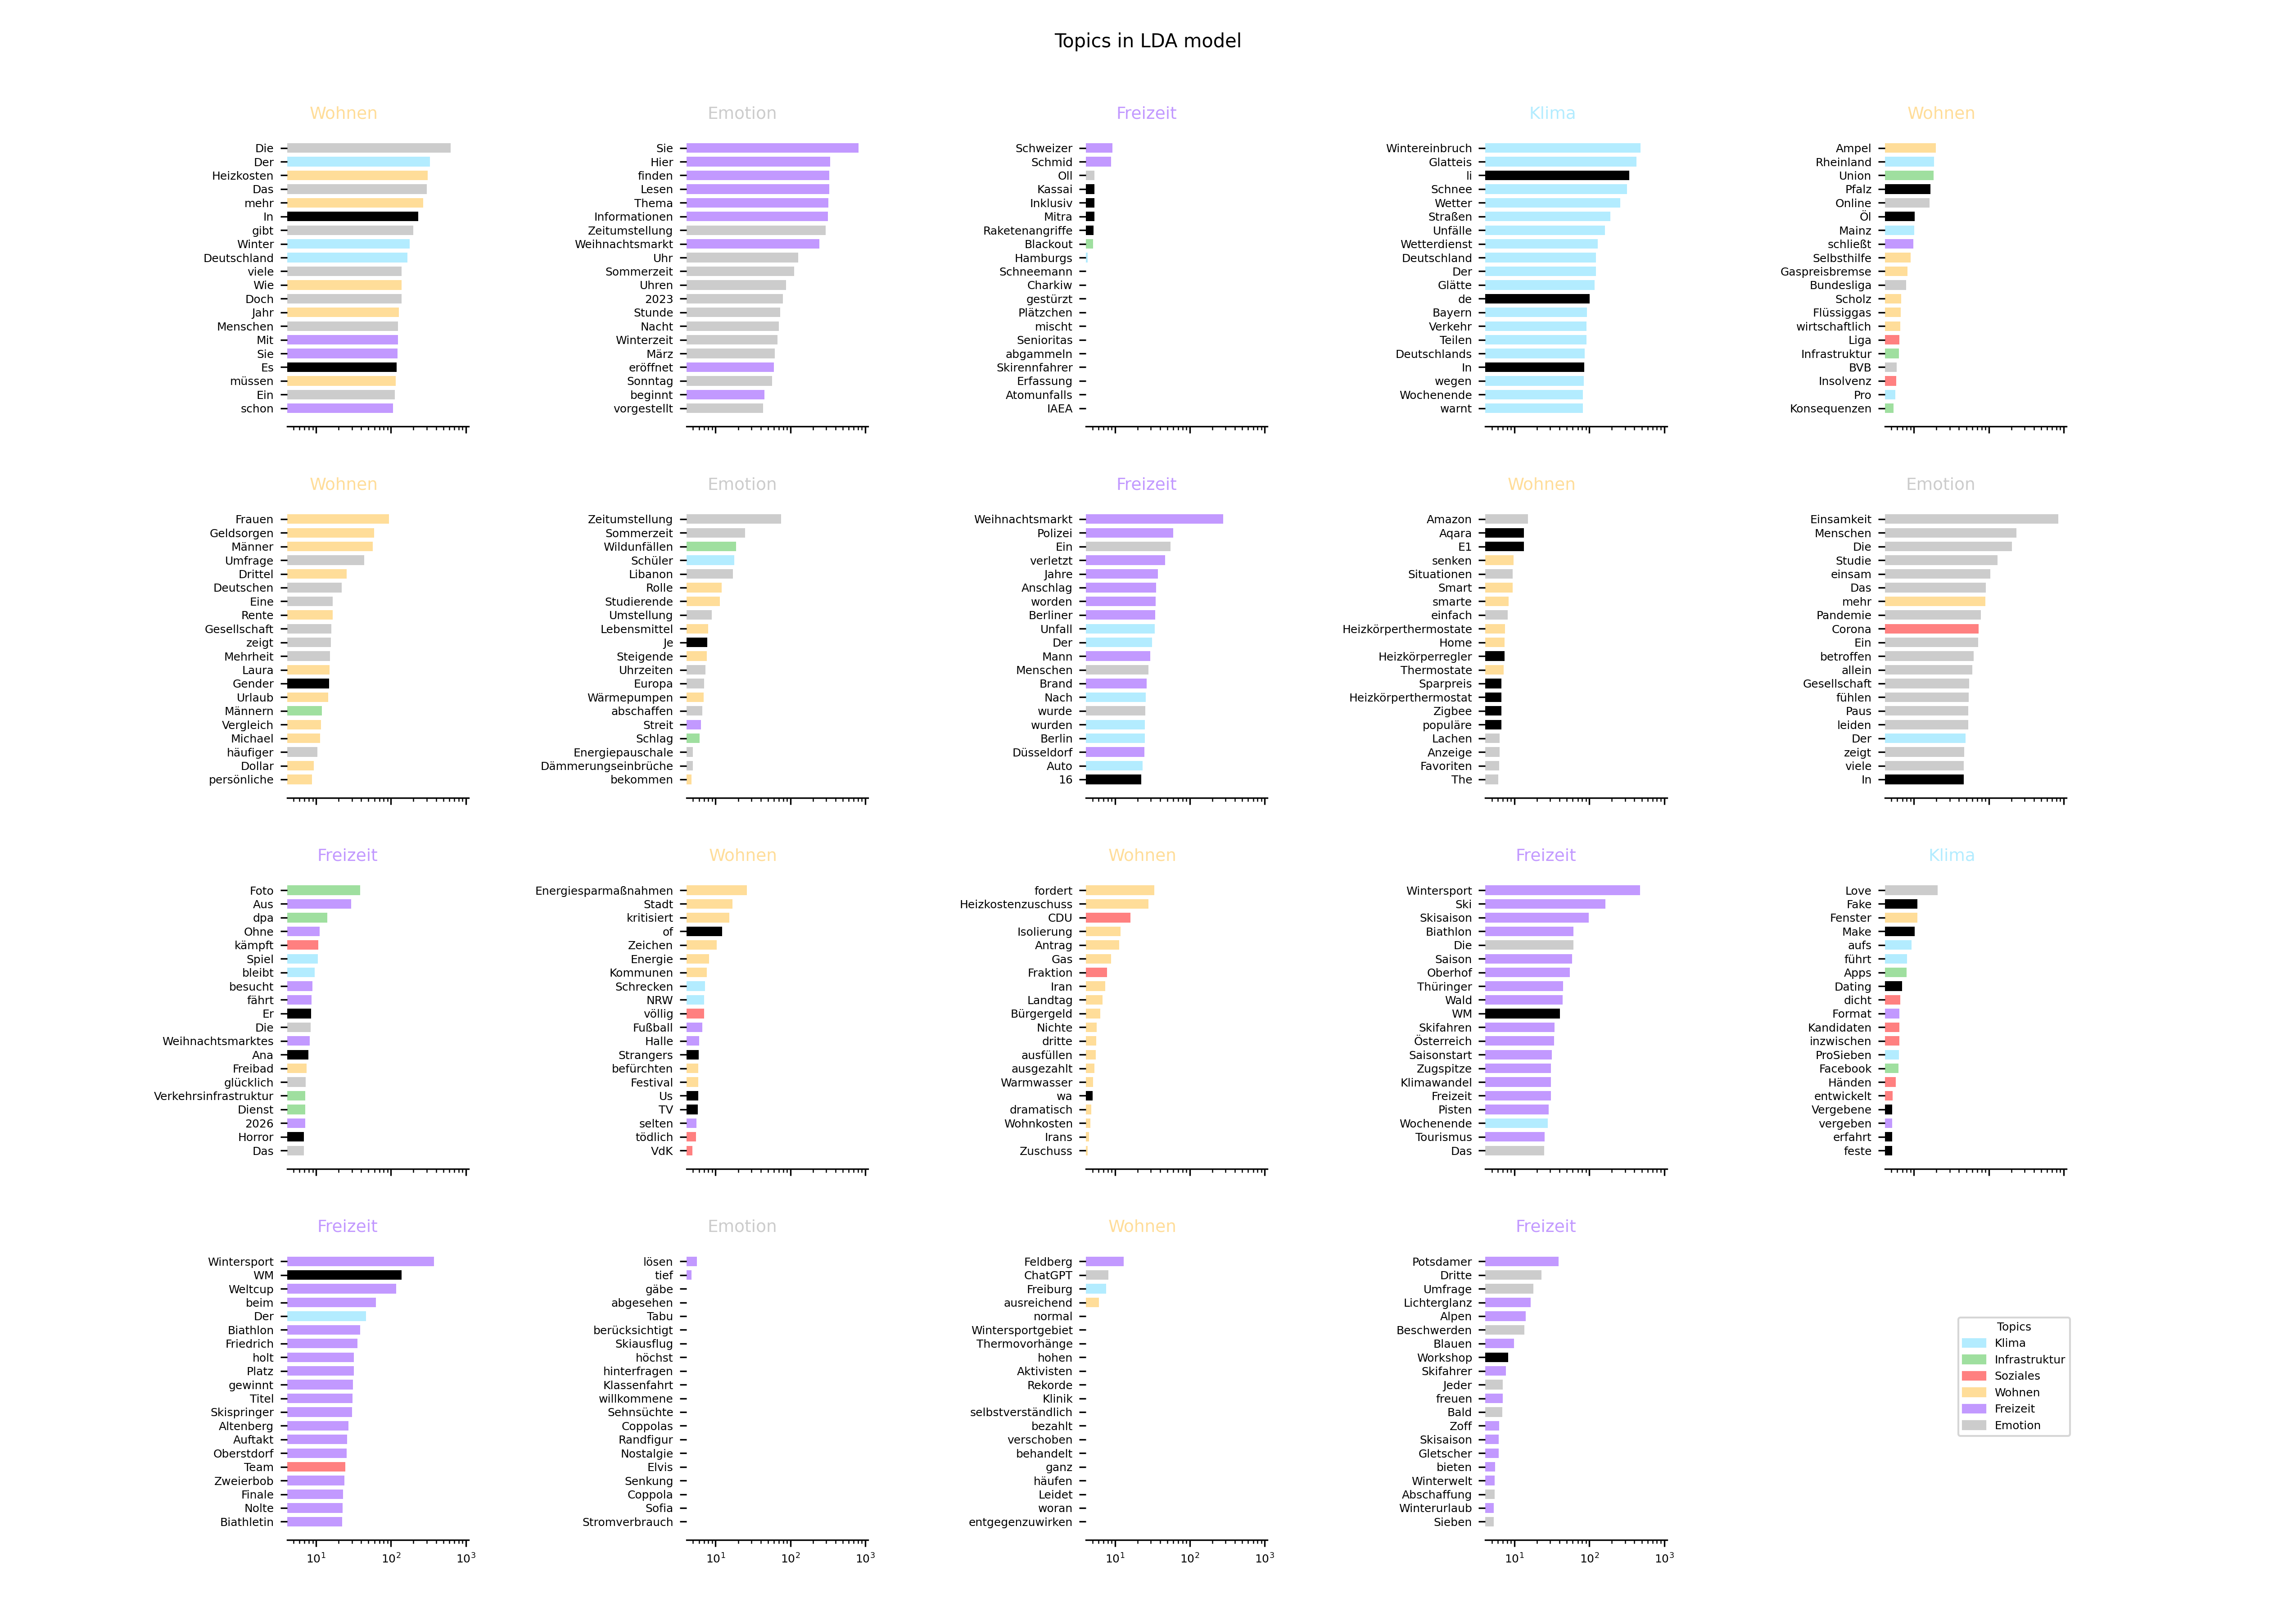 Topics in LDA model
Wohnen
Die
Der
Heizkosten
Das
mehr
In
gibt
Winter
Deutschland
viele
Wie
Doch
Jahr
Menschen
Mit
Sie
Es
müssen
Ein
schon
Emotion
Sie
Hier
finden
Lesen
Thema
Informationen
Zeitumstellung
Weihnachtsmarkt
Uhr
Sommerzeit
Uhren
2023
Stunde
Nacht
Winterzeit
März
eröffnet
Sonntag
beginnt
vorgestellt
Freizeit
Schweizer
Schmid
Oll
Kassai
Inklusiv
Mitra
Raketenangriffe
Blackout
Hamburgs
Schneemann
Charkiw
gestürzt
Plätzchen
mischt
Senioritas
abgammeln
Skirennfahrer
Erfassung
Atomunfalls
IAEA
Klima
Wintereinbruch
Glatteis
li
Schnee
Wetter
Straßen
Unfälle
Wetterdienst
Deutschland
Der
Glätte
de
Bayern
Verkehr
Teilen
Deutschlands
In
wegen
Wochenende
warnt
Wohnen
Ampel
Rheinland
Union
Pfalz
Online
Öl
Mainz
schließt
Selbsthilfe
Gaspreisbremse
Bundesliga
Scholz
Flüssiggas
wirtschaftlich
Liga
Infrastruktur
BVB
Insolvenz
Pro
Konsequenzen
Wohnen
Frauen
Geldsorgen
Männer
Umfrage
Drittel
Deutschen
Eine
Rente
Gesellschaft
zeigt
Mehrheit
Laura
Gender
Urlaub
Männern
Vergleich
Michael
häufiger
Dollar
persönliche
Emotion
Zeitumstellung
Sommerzeit
Wildunfällen
Schüler
Libanon
Rolle
Studierende
Umstellung
Lebensmittel
Je
Steigende
Uhrzeiten
Europa
Wärmepumpen
abschaffen
Streit
Schlag
Energiepauschale
Dämmerungseinbrüche
bekommen
Freizeit
Weihnachtsmarkt
Polizei
Ein
verletzt
Jahre
Anschlag
worden
Berliner
Unfall
Der
Mann
Menschen
Brand
Nach
wurde
wurden
Berlin
Düsseldorf
Auto
16
Wohnen
Amazon
Aqara
E1
senken
Situationen
Smart
smarte
einfach
Heizkörperthermostate
Home
Heizkörperregler
Thermostate
Sparpreis
Heizkörperthermostat
Zigbee
populäre
Lachen
Anzeige
Favoriten
The
Emotion
Einsamkeit
Menschen
Die
Studie
einsam
Das
mehr
Pandemie
Corona
Ein
betroffen
allein
Gesellschaft
fühlen
Paus
leiden
Der
zeigt
viele
In
Freizeit
Foto
Aus
dpa
Ohne
kämpft
Spiel
bleibt
besucht
fährt
Er
Die
Weihnachtsmarktes
Ana
Freibad
glücklich
Verkehrsinfrastruktur
Dienst
2026
Horror
Das
Wohnen
Energiesparmaßnahmen
Stadt
kritisiert
of
Zeichen
Energie
Kommunen
Schrecken
NRW
völlig
Fußball
Halle
Strangers
befürchten
Festival
Us
TV
selten
tödlich
VdK
Wohnen
fordert
Heizkostenzuschuss
CDU
Isolierung
Antrag
Gas
Fraktion
Iran
Landtag
Bürgergeld
Nichte
dritte
ausfüllen
ausgezahlt
Warmwasser
wa
dramatisch
Wohnkosten
Irans
Zuschuss
Freizeit
Wintersport
Ski
Skisaison
Biathlon
Die
Saison
Oberhof
Thüringer
Wald
WM
Skifahren
Österreich
Saisonstart
Zugspitze
Klimawandel
Freizeit
Pisten
Wochenende
Tourismus
Das
Klima
Love
Fake
Fenster
Make
aufs
führt
Apps
Dating
dicht
Format
Kandidaten
inzwischen
ProSieben
Facebook
Händen
entwickelt
Vergebene
vergeben
erfahrt
feste
Freizeit
Wintersport
WM
Weltcup
beim
Der
Biathlon
Friedrich
holt
Platz
gewinnt
Titel
Skispringer
Altenberg
Auftakt
Oberstdorf
Team
Zweierbob
Finale
Nolte
Biathletin
10¹ 10² 10³
Emotion
lösen
tief
gäbe
abgesehen
Tabu
berücksichtigt
Skiausflug
höchst
hinterfragen
Klassenfahrt
willkommene
Sehnsüchte
Coppolas
Randfigur
Nostalgie
Elvis
Senkung
Coppola
Sofia
Stromverbrauch
10¹ 10² 10³
Wohnen
Feldberg
ChatGPT
Freiburg
ausreichend
normal
Wintersportgebiet
Thermovorhänge
hohen
Aktivisten
Rekorde
Klinik
selbstverständlich
bezahlt
verschoben
behandelt
ganz
häufen
Leidet
woran
entgegenzuwirken
10¹ 10² 10³
Freizeit
Potsdamer
Dritte
Umfrage
Lichterglanz
Alpen
Beschwerden
Blauen
Workshop
Skifahrer
Jeder
freuen
Bald
Zoff
Skisaison
Gletscher
bieten
Winterwelt
Abschaffung
Winterurlaub
Sieben
10¹ 10² 10³
Topics
Klima
Infrastruktur
Soziales
Wohnen
Freizeit
Emotion